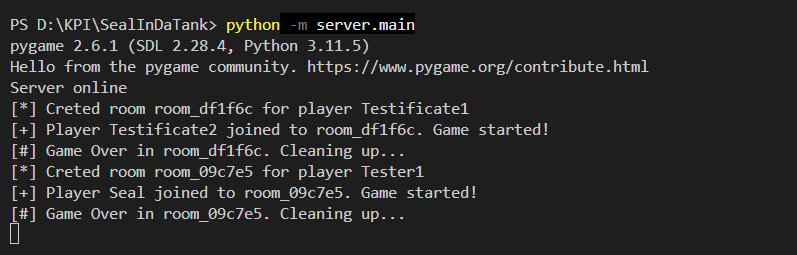 PS D:\KPI\SealInDaTank> python -m server.main
pygame 2.6.1 (SDL 2.28.4, Python 3.11.5)
Hello from the pygame community. https://www.pygame.org/contribute.html
Server online
[*] Creted room room_df1f6c for player Testificate1
[+] Player Testificate2 joined to room_df1f6c. Game started!
[#] Game Over in room_df1f6c. Cleaning up...
[*] Creted room room_09c7e5 for player Tester1
[+] Player Seal joined to room_09c7e5. Game started!
[#] Game Over in room_09c7e5. Cleaning up...